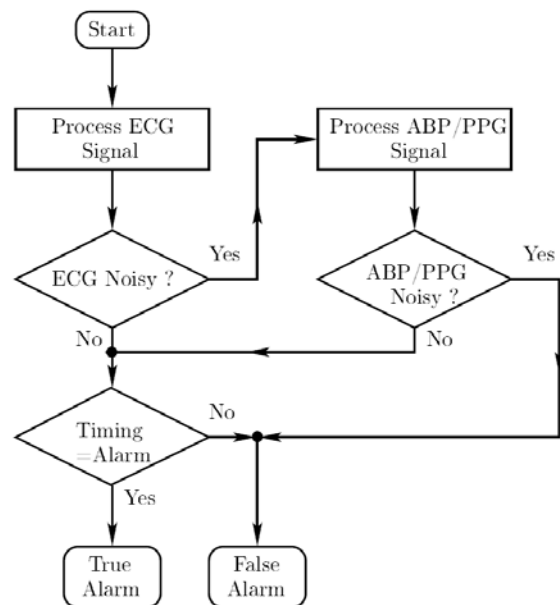 Start
Process ECG
Signal
Process ABP/PPG
Signal
ECG Noisy ?
Yes
ABP/PPG
Noisy ?
Yes
No
No
Timing
=Alarm
No
Yes
True
Alarm
False
Alarm